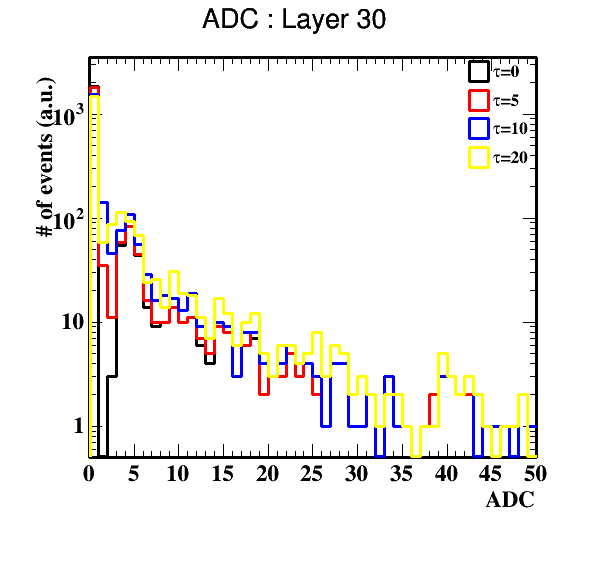 ADC : Layer 30
# of events (a.u.)
τ=0
τ=5
τ=10
τ=20
10³
10²
10
1
0 5 10 15 20 25 30 35 40 45 50
ADC